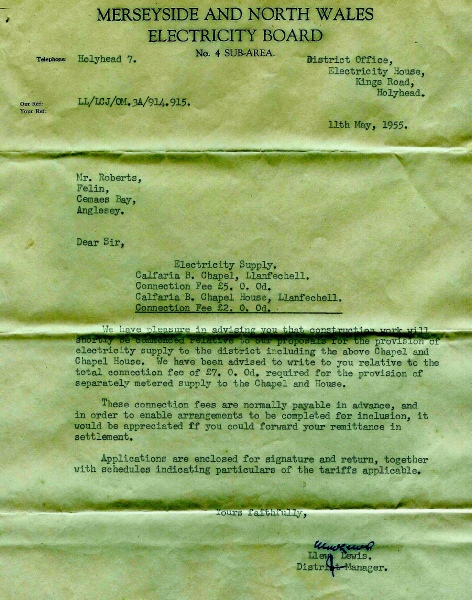 MERSEYSIDE AND NORTH WALES
ELECTRICITY BOARD
No. 4 SUB-AREA.
Telephone: Holyhead 7.
District Office,
Electricity House,
Kings Road,
Holyhead.
Our Ref:
Your Ref:
LL/LCJ/OM.3A/914.915.
11th May, 1955.
Mr. Roberts,
Felin,
Cemaes Bay,
Anglesey.
Dear Sir,
Electricity Supply.
Calfaria B. Chapel, Llanfechell.
Connection Fee £5. 0. 0d.
Calfaria B. Chapel House, Llanfechell.
Connection Fee £2. 0. 0d.
We have pleasure in advising you that construction work will
shortly be commenced relative to our proposals for the provision of
electricity supply to the district including the above Chapel and
Chapel House. We have been advised to write to you relative to the
total connection fee of £7. 0. 0d. required for the provision of
separately metered supply to the Chapel and House.
These connection fees are normally payable in advance, and
in order to enable arrangements to be completed for inclusion, it
would be appreciated if you could forward your remittance in
settlement.
Applications are enclosed for signature and return, together
with schedules indicating particulars of the tariffs applicable.
Yours faithfully,
Llew Lewis.
District Manager.